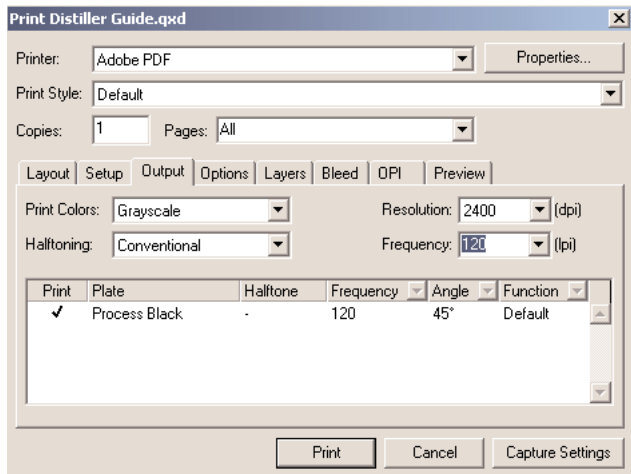 Print Distiller Guide.qxd
Printer: Adobe PDF Properties...
Print Style: Default
Copies: 1 Pages: All
Layout Setup Output Options Layers Bleed OPI Preview
Print Colors: Grayscale Resolution: 2400 (dpi)
Halftoning: Conventional Frequency: 120 (lpi)
Print Plate Halftone Frequency Angle Function
✓ Process Black - 120 45° Default
Print Cancel Capture Settings